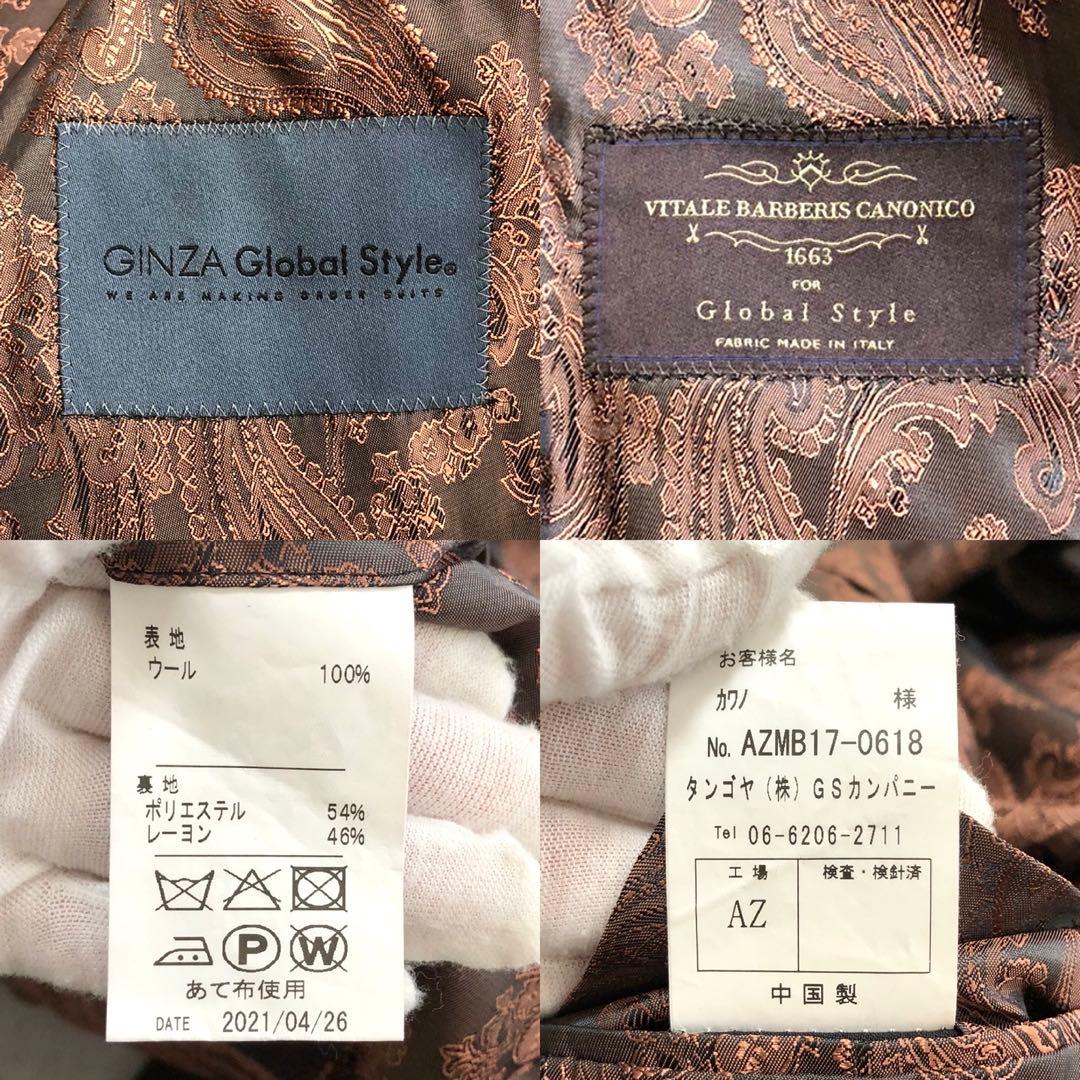 GINZA Global Style®
WE ARE MAKING ORDER SUITS
VITALE BARBERIS CANONICO
1663
FOR
Global Style
FABRIC MADE IN ITALY
表地
ウール 100%
裏地
ポリエステル 54%
レーヨン 46%
P W
あて布使用
DATE 2021/04/26
お客様名
カワノ 様
No. AZMB17-0618
タンゴヤ(株)GSカンパニー
Tel 06-6206-2711
工場 検査・検針済
AZ
中国製